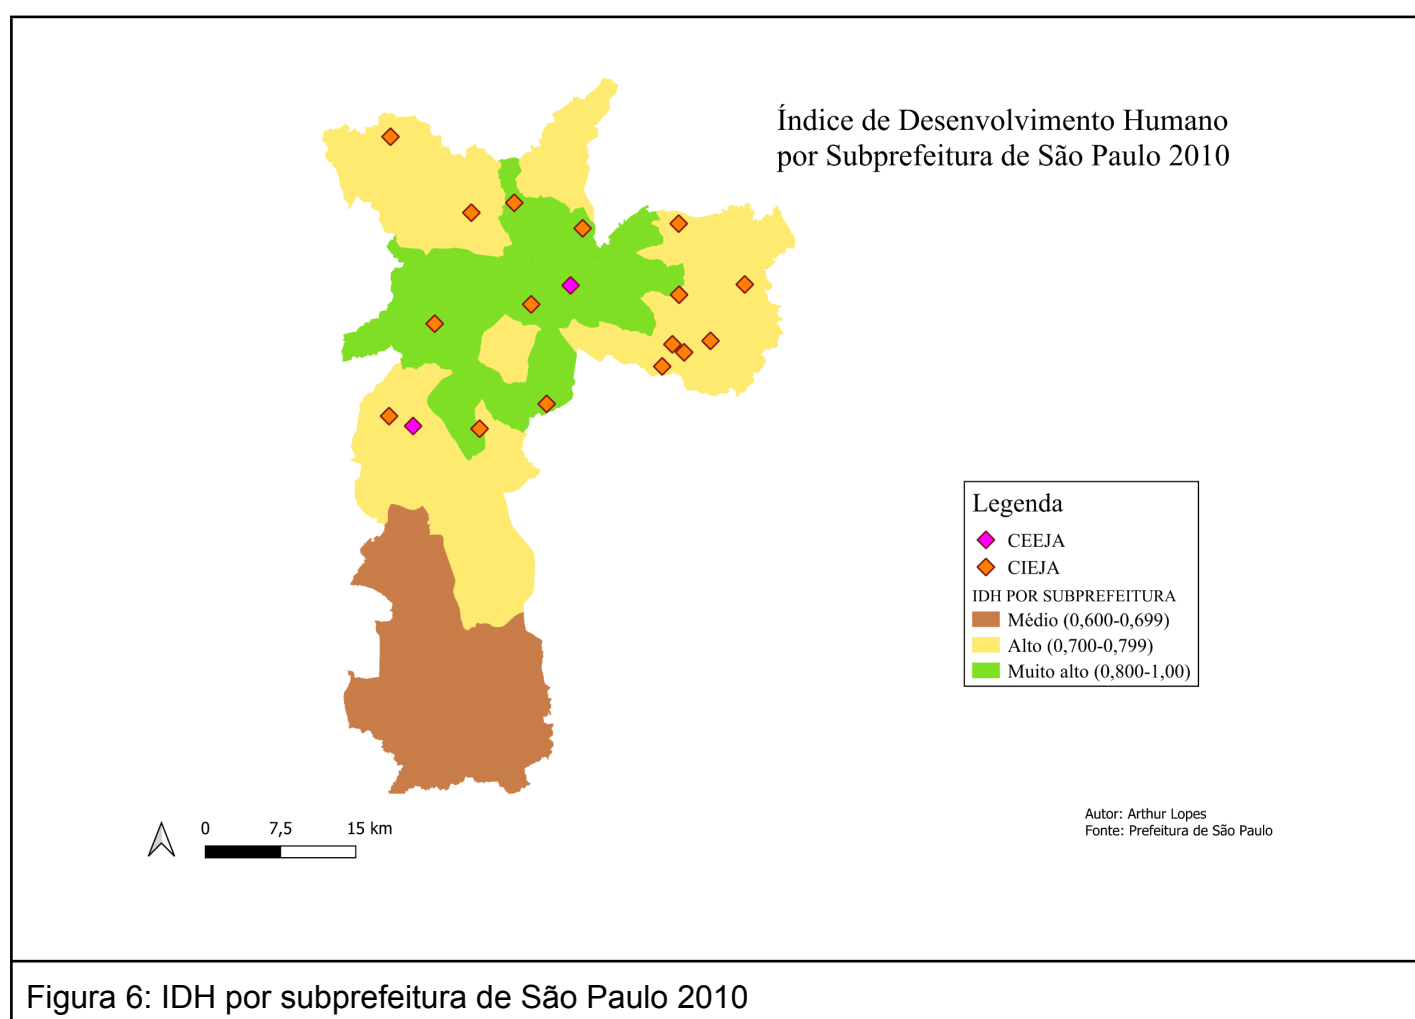 Índice de Desenvolvimento Humano
por Subprefeitura de São Paulo 2010
Legenda
CEEJA
CIEJA
IDH POR SUBPREFEITURA
Médio (0,600-0,699)
Alto (0,700-0,799)
Muito alto (0,800-1,00)
0 7,5 15 km
Autor: Arthur Lopes
Fonte: Prefeitura de São Paulo
Figura 6: IDH por subprefeitura de São Paulo 2010